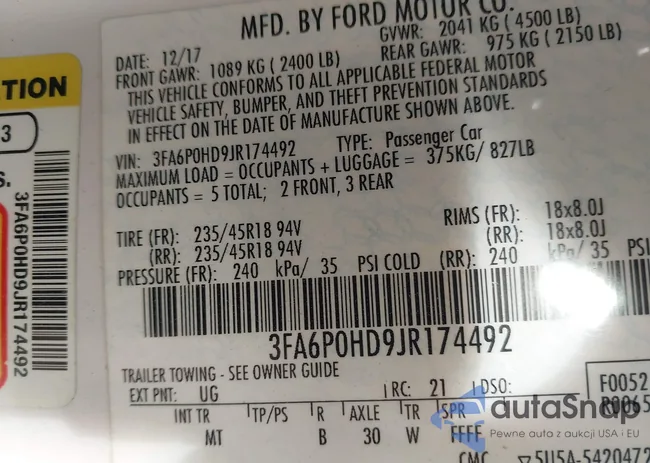 MFD. BY FORD MOTOR CO.
DATE: 12/17 GVWR: 2041 KG ( 4500 LB)
FRONT GAWR: 1089 KG ( 2400 LB) REAR GAWR: 975 KG ( 2150 LB)
THIS VEHICLE CONFORMS TO ALL APPLICABLE FEDERAL MOTOR
VEHICLE SAFETY, BUMPER, AND THEFT PREVENTION STANDARDS
IN EFFECT ON THE DATE OF MANUFACTURE SHOWN ABOVE.
VIN: 3FA6P0HD9JR174492 TYPE: Passenger Car
MAXIMUM LOAD = OCCUPANTS + LUGGAGE = 375KG/ 827LB
OCCUPANTS = 5 TOTAL; 2 FRONT, 3 REAR
TIRE (FR): 235/45R18 94V RIMS (FR): 18x8.0J
(RR): 235/45R18 94V (RR): 18x8.0J
PRESSURE (FR): 240 kPa/ 35 PSI COLD (RR): 240 kPa/ 35 PSI
3FA6P0HD9JR174492
TRAILER TOWING - SEE OWNER GUIDE
EXT PNT: UG RC: 21 DSO: F0052
R0065
INT TR TP/PS R AXLE TR SPR
MT B 30 W FFFF
CMC ▽5U5A-5420472
TION
3
S.
3FA6P0HD9JR174492
autaSnap
Pewne auta z aukcji USA i EU